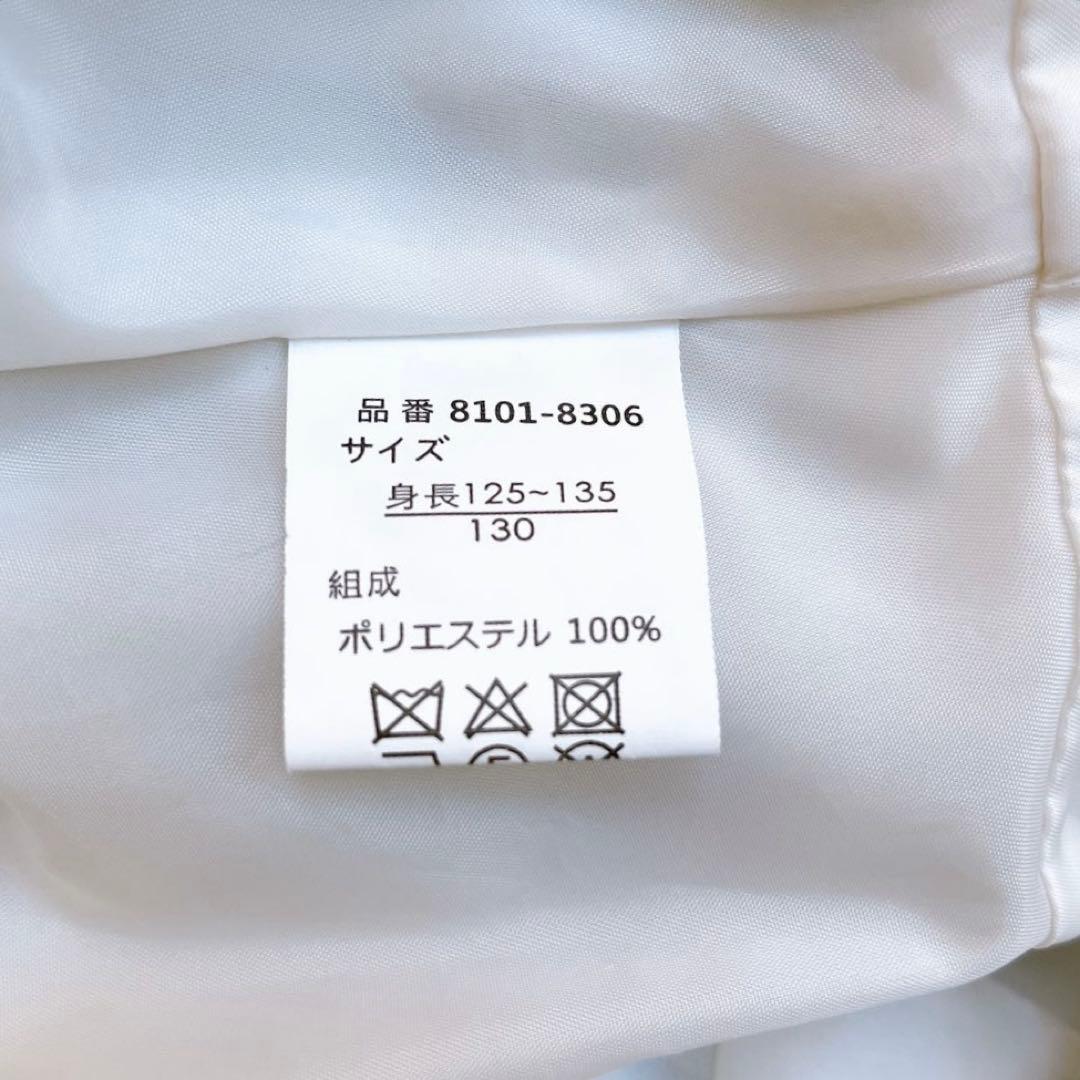 品番 8101-8306
サイズ
身長125~135
130
組成
ポリエステル 100%